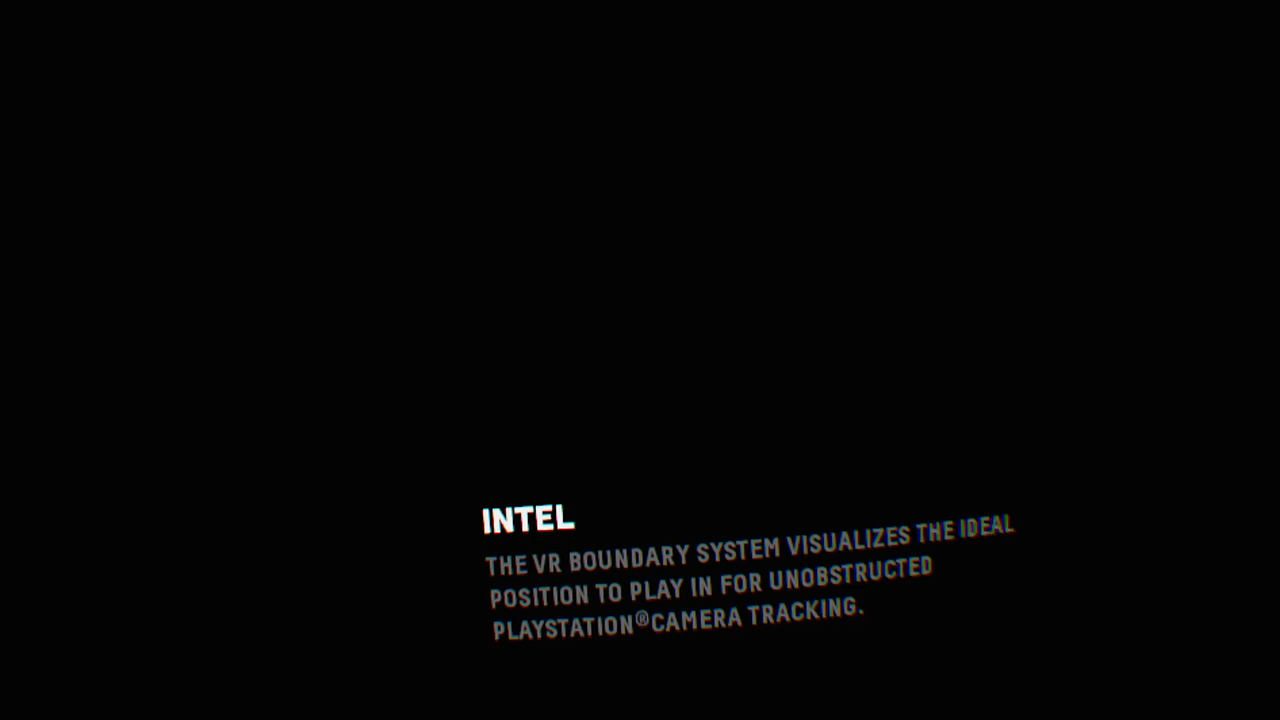 INTEL
THE VR BOUNDARY SYSTEM VISUALIZES THE IDEAL
POSITION TO PLAY IN FOR UNOBSTRUCTED
PLAYSTATION®CAMERA TRACKING.